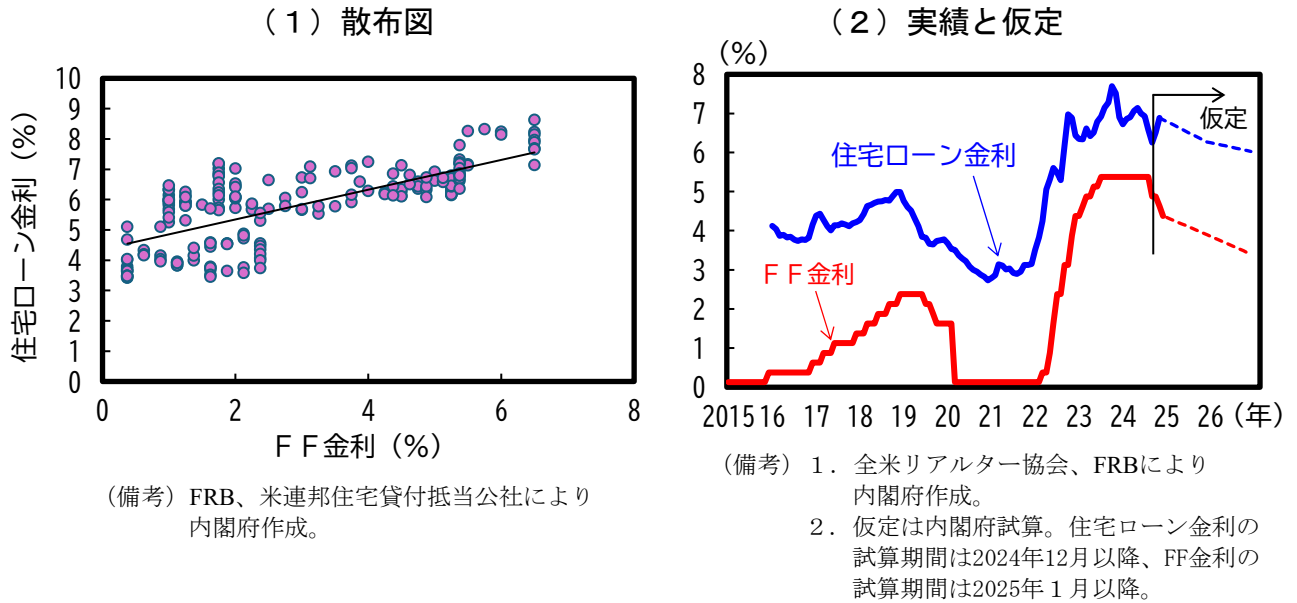 （１）散布図
住宅ローン金利（％）
10
9
8
7
6
5
4
3
2
1
0
0 2 4 6 8
ＦＦ金利（％）
（備考）FRB、米連邦住宅貸付抵当公社により
内閣府作成。
（２）実績と仮定
（％）
8
7
6
5
4
3
2
1
0
仮定
住宅ローン金利
ＦＦ金利
2015 16 17 18 19 20 21 22 23 24 25 26 （年）
（備考）１．全米リアルター協会、FRBにより
内閣府作成。
２．仮定は内閣府試算。住宅ローン金利の
試算期間は2024年12月以降、FF金利の
試算期間は2025年１月以降。